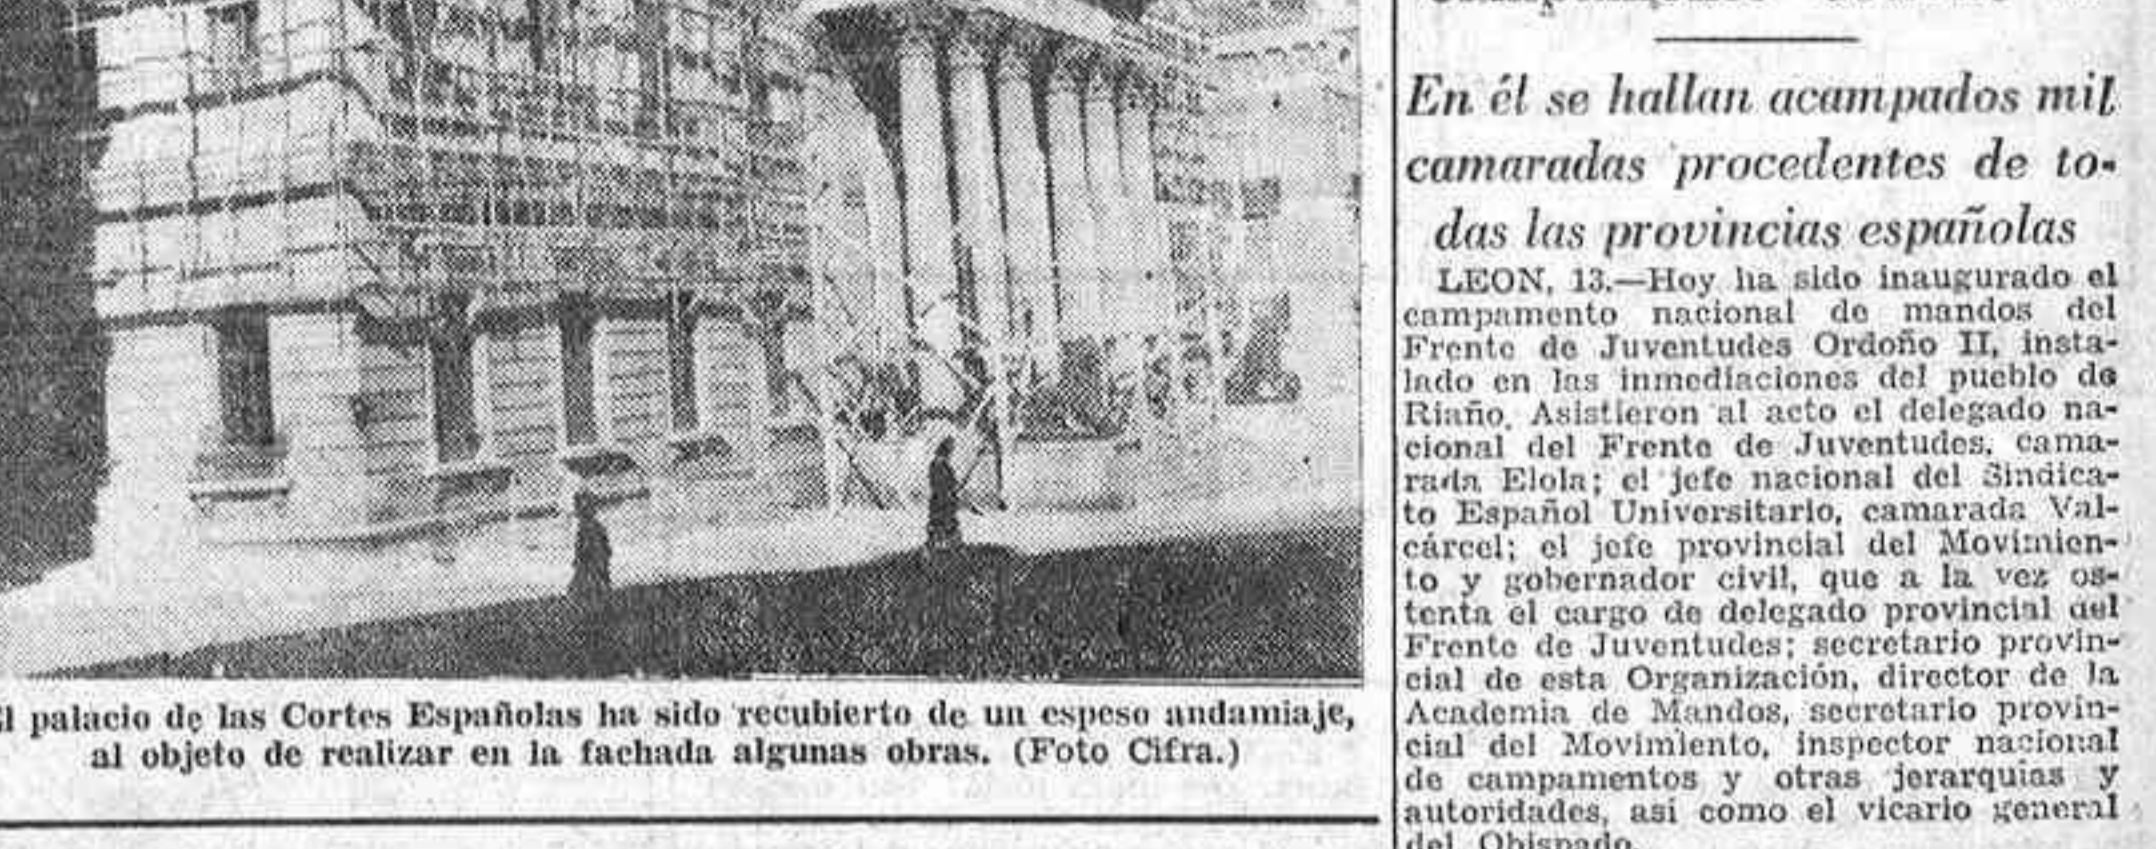 El palacio de las Cortes Españolas ha sido recubierto de un espeso andamiaje,
al objeto de realizar en la fachada algunas obras. (Foto Cifra.)
En él se hallan acampados mil
camaradas procedentes de to-
das las provincias españolas
LEON, 13.—Hoy ha sido inaugurado el
campamento nacional de mandos del
Frente de Juventudes Ordoño II, insta-
lado en las inmediaciones del pueblo de
Riaño. Asistieron al acto el delegado na-
cional del Frente de Juventudes, cama-
rada Elola; el jefe nacional del Sindica-
to Español Universitario, camarada Val-
cárcel; el jefe provincial del Movimien-
to y gobernador civil, que a la vez os-
tenta el cargo de delegado provincial del
Frente de Juventudes; secretario provin-
cial de esta Organización, director de la
Academia de Mandos, secretario provin-
cial del Movimiento, inspector nacional
de campamentos y otras jerarquías y
autoridades, así como el vicario general
del Obispado.